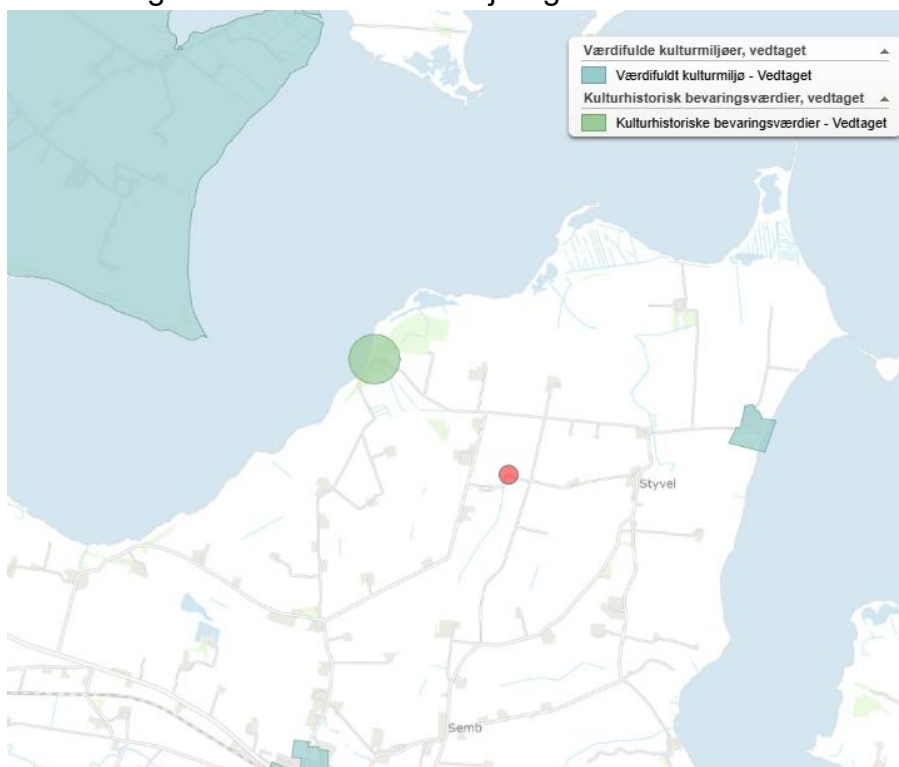 Værdifulde kulturmiljøer, vedtaget
Værdifuldt kulturmiljø - Vedtaget
Kulturhistorisk bevaringsværdier, vedtaget
Kulturhistoriske bevaringsværdier - Vedtaget
Styvel
Semb